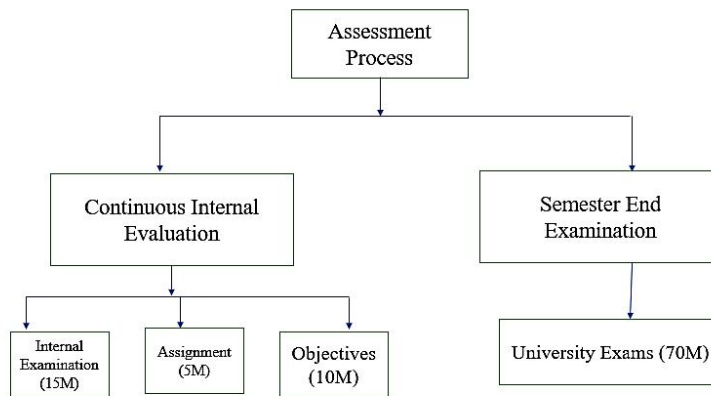 Assessment
Process
Continuous Internal
Evaluation
Semester End
Examination
Internal
Examination
(15M)
Assignment
(5M)
Objectives
(10M)
University Exams (70M)